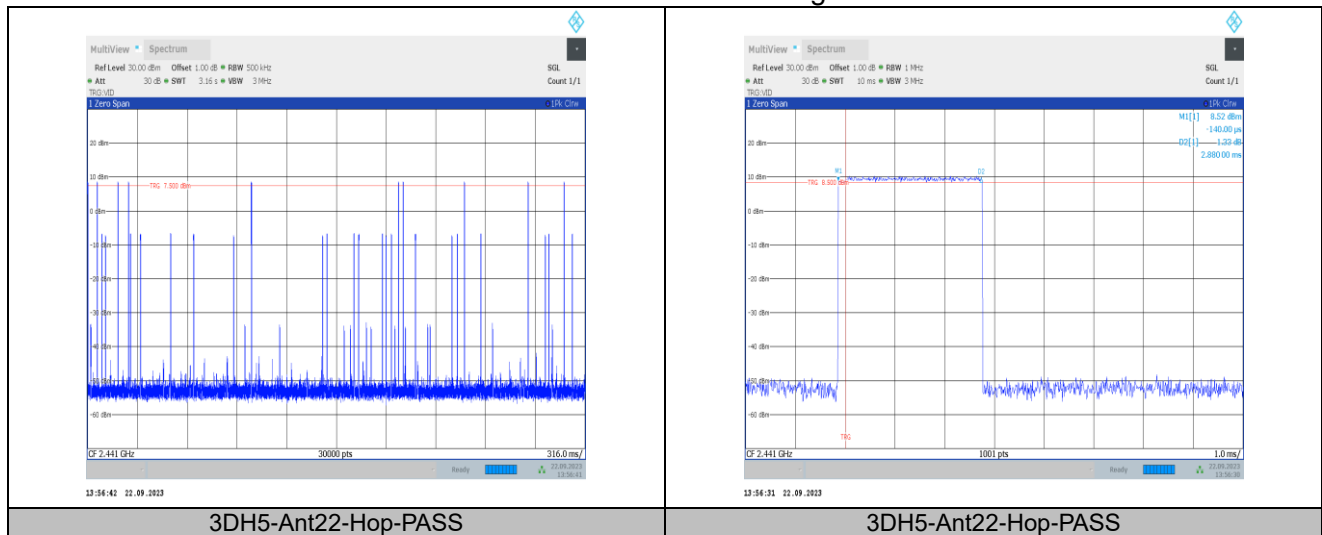 MultiView Spectrum
Ref Level 30.00 dBm Offset 1.00 dB RBW 500 kHz SGL
Att 30 dB SWT 3.16 s VBW 3 MHz Count 1/1
TRG:VID
1 Zero Span 1Pk Clrw
20 dBm
10 dBm
TRG 7.500 dBm
0 dBm
-10 dBm
-20 dBm
-30 dBm
-40 dBm
-50 dBm
-60 dBm
CF 2.441 GHz 30000 pts 316.0 ms/
Ready 22.09.2023
13:56:41
13:56:42 22.09.2023
MultiView Spectrum
Ref Level 30.00 dBm Offset 1.00 dB RBW 1 MHz SGL
Att 30 dB SWT 10 ms VBW 3 MHz Count 1/1
TRG:VID
1 Zero Span 1Pk Clrw
M1[1] 8.52 dBm
-140.00 µs
D2[1] -1.33 dB
2.88000 ms
20 dBm
10 dBm
M1 D2
TRG 8.500 dBm
0 dBm
-10 dBm
-20 dBm
-30 dBm
-40 dBm
-50 dBm
-60 dBm
TRG
CF 2.441 GHz 1001 pts 1.0 ms/
Ready 22.09.2023
13:56:30
13:56:31 22.09.2023
3DH5-Ant22-Hop-PASS 3DH5-Ant22-Hop-PASS